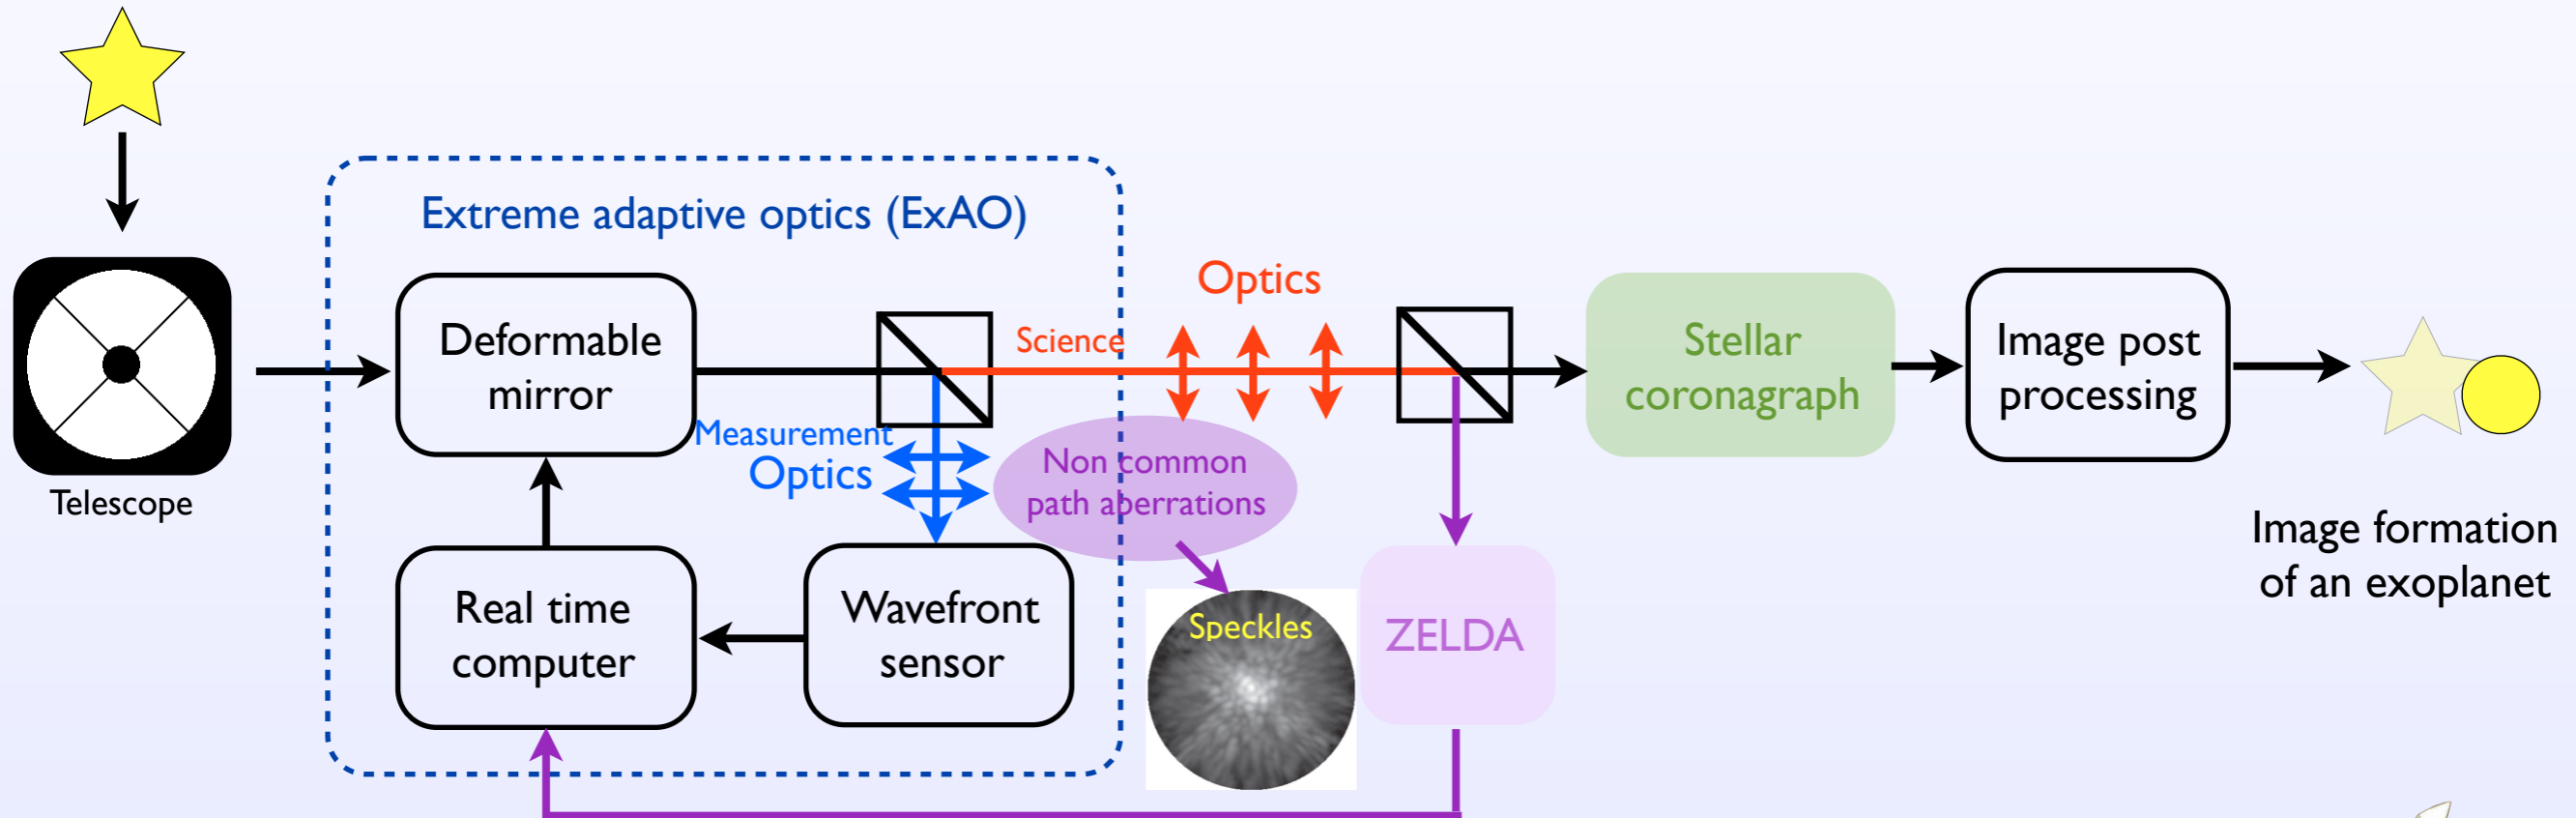 Extreme adaptive optics (ExAO)
Telescope
Deformable
mirror
Science
Optics
Measurement
Optics
Non common
path aberrations
Stellar
coronagraph
Image post
processing
Real time
computer
Wavefront
sensor
Speckles
ZELDA
Image formation
of an exoplanet